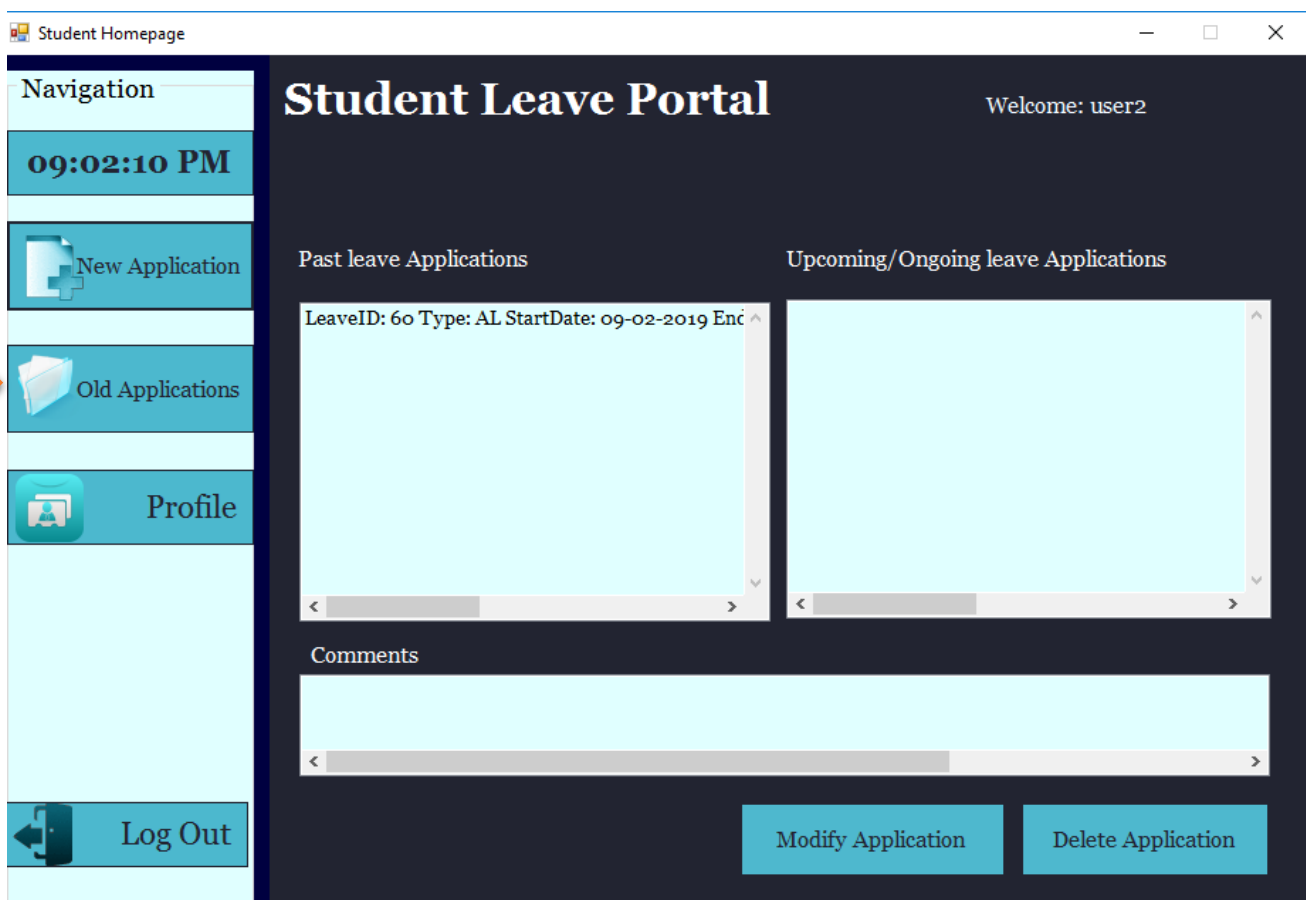 Student Homepage
Navigation
09:02:10 PM
New Application
Old Applications
Profile
Log Out
Student Leave Portal
Welcome: user2
Past leave Applications
LeaveID: 60 Type: AL StartDate: 09-02-2019 End
Upcoming/Ongoing leave Applications
Comments
Modify Application
Delete Application